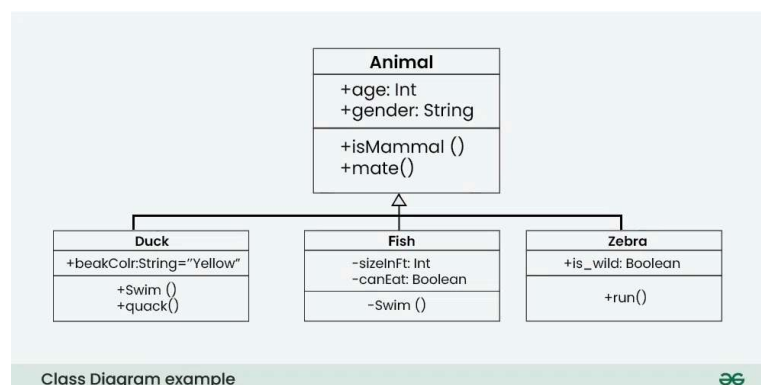 Animal
+age: Int
+gender: String
+isMammal ()
+mate()
Duck
+beakColr:String="Yellow"
+Swim ()
+quack()
Fish
-sizeInFt: Int
-canEat: Boolean
-Swim ()
Zebra
+is_wild: Boolean
+run()
Class Diagram example